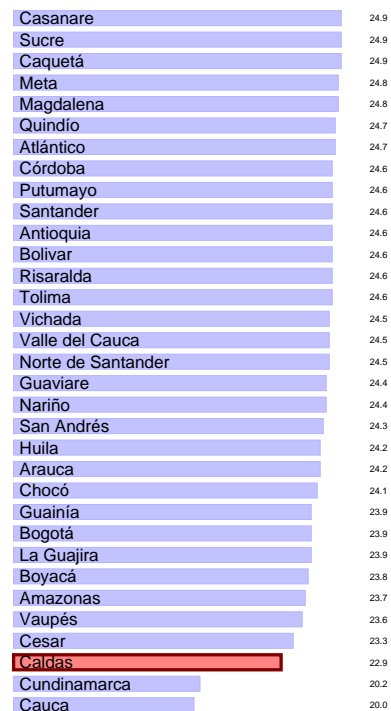 Casanare 24.9
Sucre 24.9
Caquetá 24.9
Meta 24.8
Magdalena 24.8
Quindío 24.7
Atlántico 24.7
Córdoba 24.6
Putumayo 24.6
Santander 24.6
Antioquia 24.6
Bolivar 24.6
Risaralda 24.6
Tolima 24.6
Vichada 24.5
Valle del Cauca 24.5
Norte de Santander 24.5
Guaviare 24.4
Nariño 24.4
San Andrés 24.3
Huila 24.2
Arauca 24.2
Chocó 24.1
Guainía 23.9
Bogotá 23.9
La Guajira 23.9
Boyacá 23.8
Amazonas 23.7
Vaupés 23.6
Cesar 23.3
Caldas 22.9
Cundinamarca 20.2
Cauca 20.0